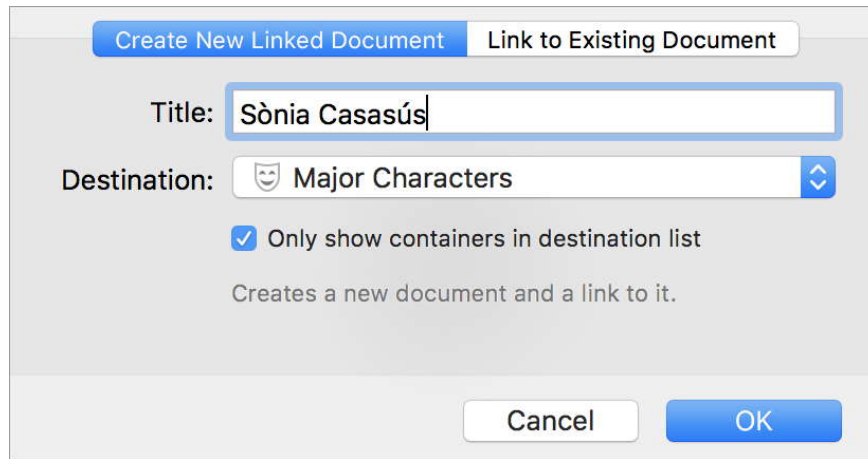 Create New Linked Document Link to Existing Document
Title: Sònia Casasús
Destination: Major Characters
Only show containers in destination list
Creates a new document and a link to it.
Cancel OK